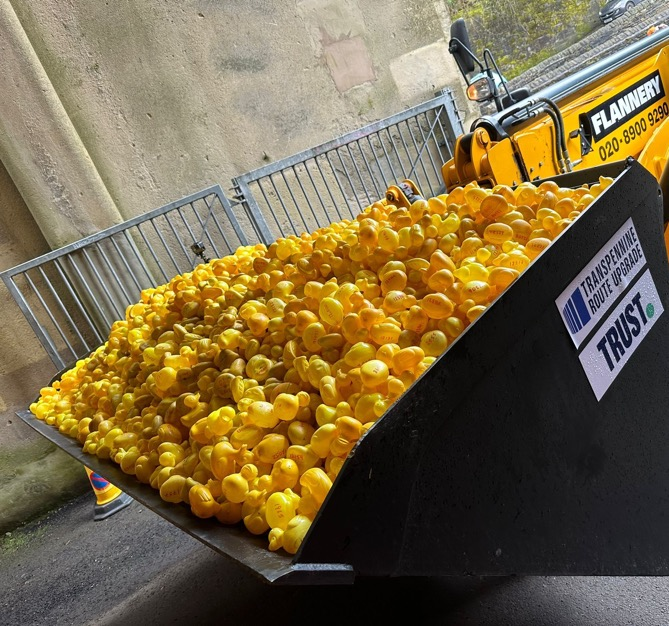 FLANNERY
020-8900 9290
TRANSPENNINE
ROUTE UPGRADE
TRUST